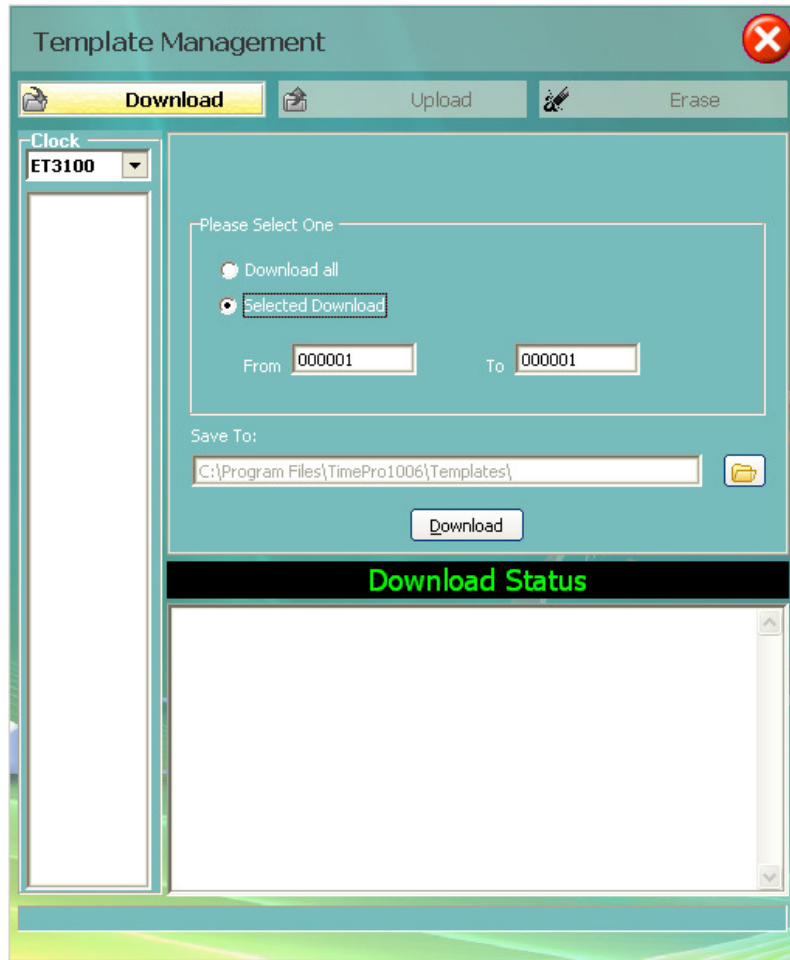 Template Management
Download Upload Erase
Clock
ET3100
Please Select One
Download all
Selected Download
From 000001 To 000001
Save To:
C:\Program Files\TimePro1006\Templates\
Download
Download Status